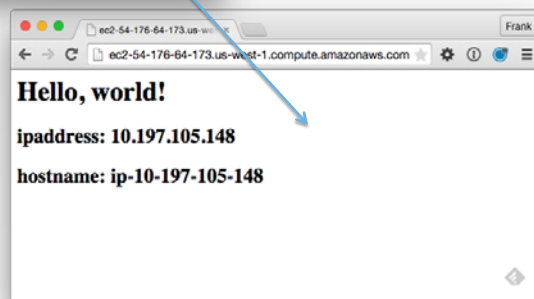 ec2-54-176-64-173.us-we
Frank
ec2-54-176-64-173.us-west-1.compute.amazonaws.com
Hello, world!
ipaddress: 10.197.105.148
hostname: ip-10-197-105-148